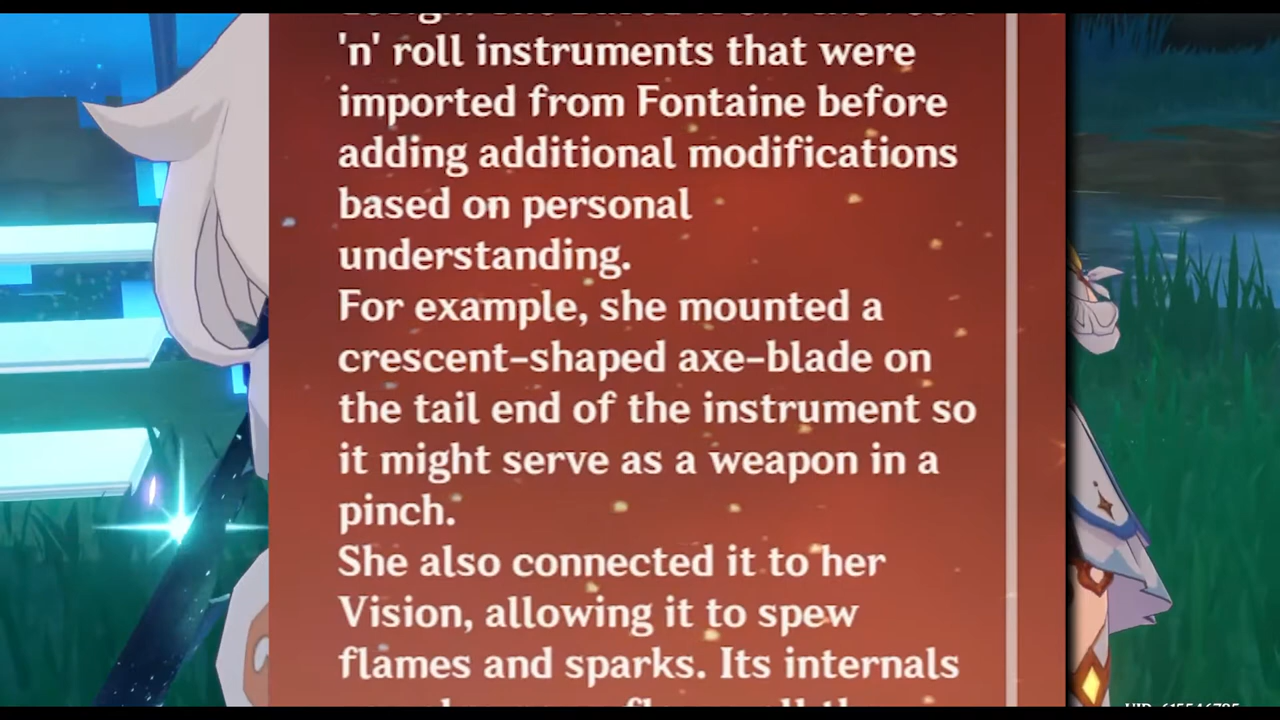 'n' roll instruments that were
imported from Fontaine before
adding additional modifications
based on personal
understanding.
For example, she mounted a
crescent-shaped axe-blade on
the tail end of the instrument so
it might serve as a weapon in a
pinch.
She also connected it to her
Vision, allowing it to spew
flames and sparks. Its internals